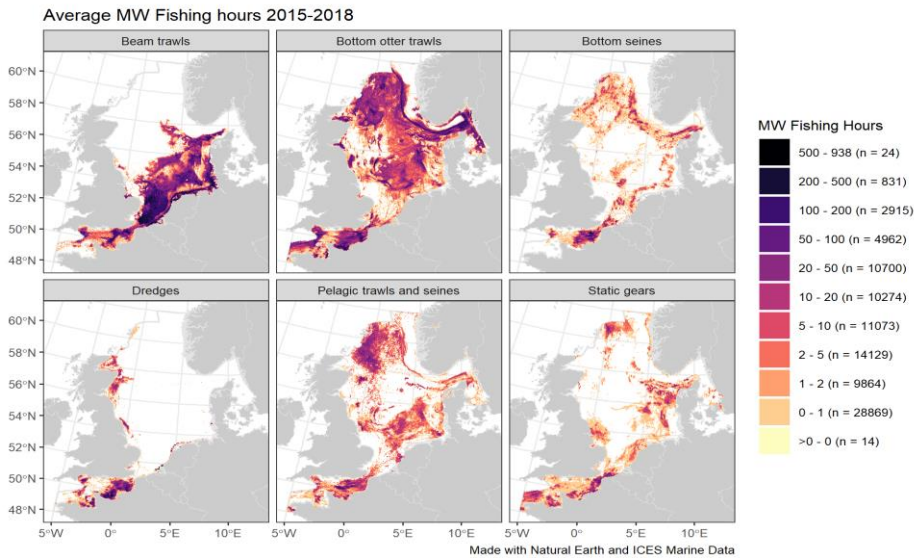 Average MW Fishing hours 2015-2018
Beam trawls
Bottom otter trawls
Bottom seines
60°N
58°N
56°N
54°N
52°N
50°N
48°N
Dredges
Pelagic trawls and seines
Static gears
60°N
58°N
56°N
54°N
52°N
50°N
48°N
5°W 0° 5°E 10°E
5°W 0° 5°E 10°E
5°W 0° 5°E 10°E
MW Fishing Hours
500 - 938 (n = 24)
200 - 500 (n = 831)
100 - 200 (n = 2915)
50 - 100 (n = 4962)
20 - 50 (n = 10700)
10 - 20 (n = 10274)
5 - 10 (n = 11073)
2 - 5 (n = 14129)
1 - 2 (n = 9864)
0 - 1 (n = 28869)
>0 - 0 (n = 14)
Made with Natural Earth and ICES Marine Data